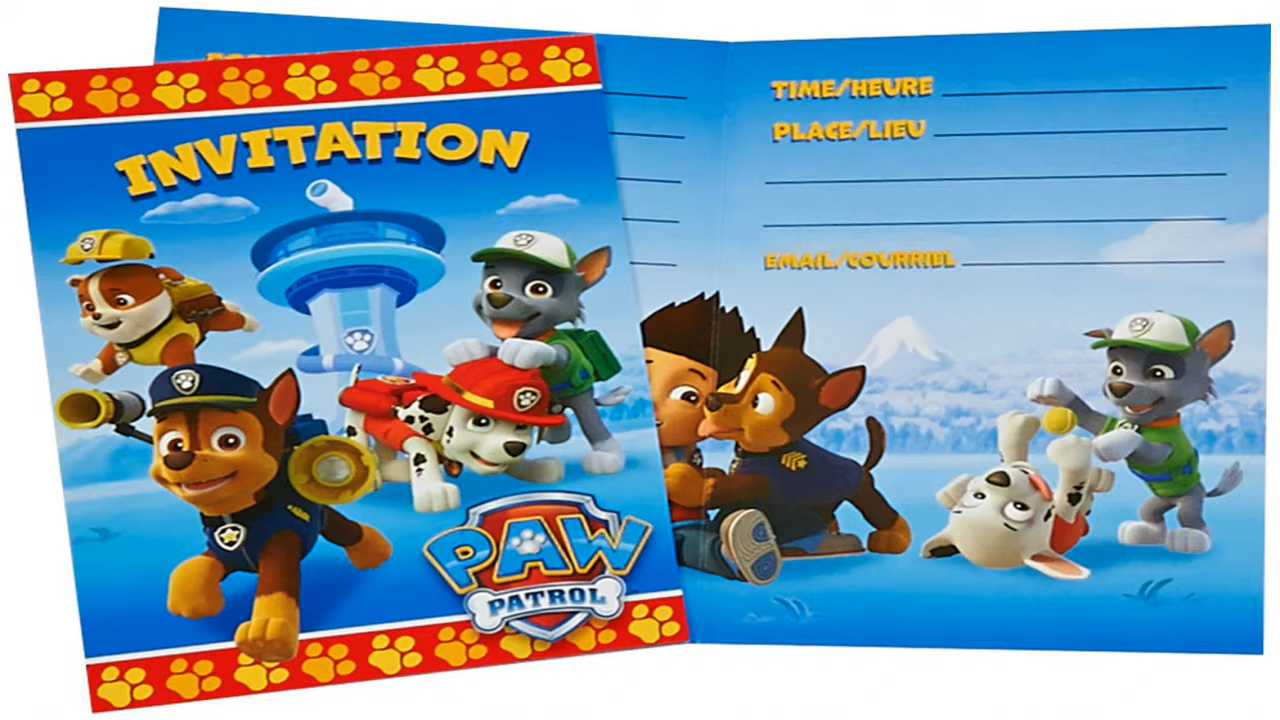 INVITATION
PAW
PATROL
TIME/HEURE
PLACE/LIEU
EMAIL/COURRIEL